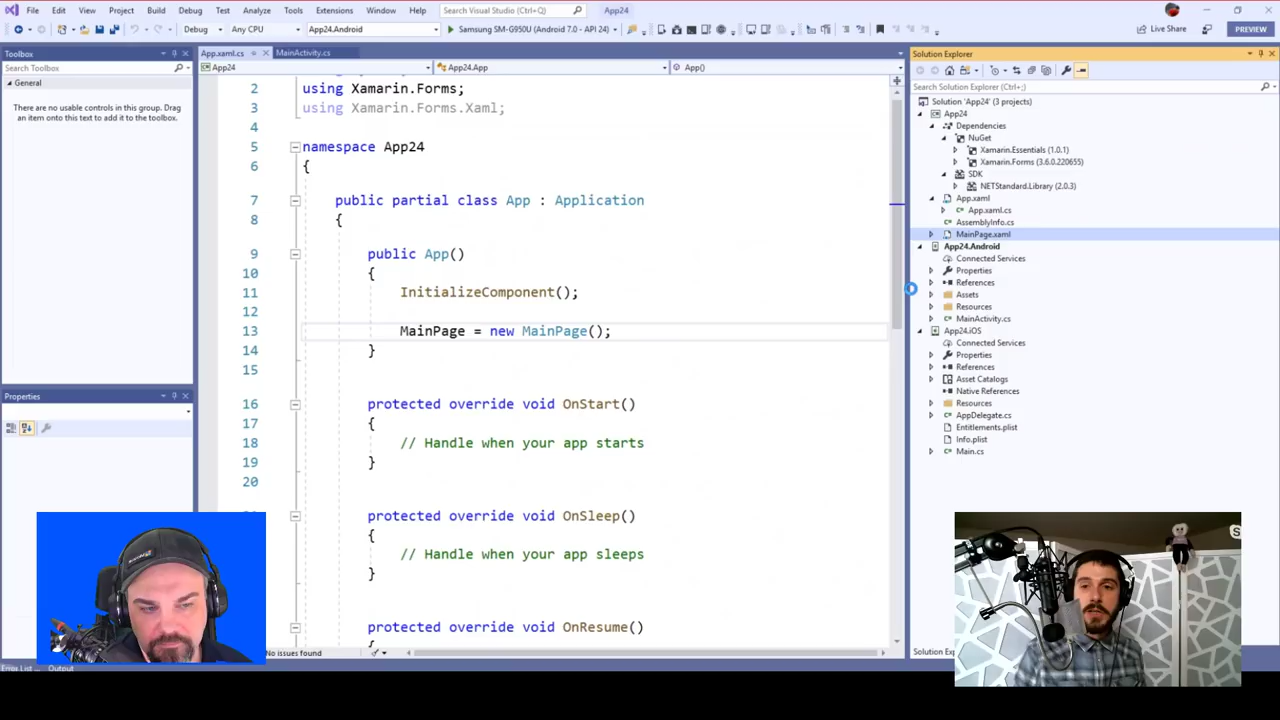 File Edit View Project Build Debug Test Analyze Tools Extensions Window Help Search Visual Studio (Ctrl+Q) App24
Debug Any CPU App24.Android Samsung SM-G950U (Android 7.0 - API 24) Live Share PREVIEW
Toolbox
Search Toolbox
General
There are no usable controls in this group. Drag
an item onto this text to add it to the toolbox.
Properties
App.xaml.cs MainActivity.cs
App24 App24.App App()
2 using Xamarin.Forms;
3 using Xamarin.Forms.Xaml;
4
5 namespace App24
6 {
7 public partial class App : Application
8 {
9 public App()
10 {
11 InitializeComponent();
12
13 MainPage = new MainPage();
14 }
15
16 protected override void OnStart()
17 {
18 // Handle when your app starts
19 }
20
protected override void OnSleep()
{
// Handle when your app sleeps
}
protected override void OnResume()
{
No issues found
Error List Output
Solution Explorer
Search Solution Explorer (Ctrl+;)
Solution 'App24' (3 projects)
App24
Dependencies
NuGet
Xamarin.Essentials (1.0.1)
Xamarin.Forms (3.6.0.220655)
SDK
NETStandard.Library (2.0.3)
App.xaml
App.xaml.cs
AssemblyInfo.cs
MainPage.xaml
App24.Android
Connected Services
Properties
References
Assets
Resources
MainActivity.cs
App24.iOS
Connected Services
Properties
References
Asset Catalogs
Native References
Resources
AppDelegate.cs
Entitlements.plist
Info.plist
Main.cs